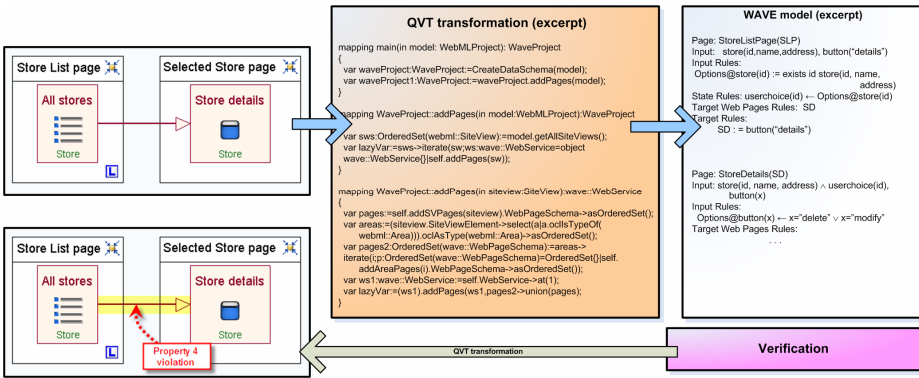 Store List page
Selected Store page
All stores
Store details
Store
Store
L
Store List page
Selected Store page
All stores
Store details
Store
Store
L
Property 4
violation
QVT transformation (excerpt)
mapping main(in model: WebMLProject): WaveProject
{
var waveProject:WaveProject:=CreateDataSchema(model);
var waveProject1:WaveProject:=waveProject.addPages(model);
}
mapping WaveProject::addPages(in model:WebMLProject):WaveProject
var sws:OrderedSet(webml::SiteView):=model.getAllSiteViews();
var lazyVar:=sws->iterate(sw;ws:wave::WebService=object
wave::WebService{}|self.addPages(sw));
}
mapping WaveProject::addPages(in siteview:SiteView):wave::WebService
{
var pages:=self.addSVPages(siteview).WebPageSchema->asOrderedSet();
var areas:=(siteview.SiteViewElement->select(a|a.oclIsTypeOf(
webml::Area))).oclAsType(webml::Area)->asOrderedSet();
var pages2:OrderedSet(wave::WebPageSchema):=areas->
iterate(i;p:OrderedSet(wave::WebPageSchema)=OrderedSet{}|self.
addAreaPages(i).WebPageSchema->asOrderedSet());
var ws1:wave::WebService:=self.WebService->at(1);
var lazyVar:=(ws1).addPages(ws1,pages2->union(pages);
}
WAVE model (excerpt)
Page: StoreListPage(SLP)
Input: store(id,name,address), button("details")
Input Rules:
Options@store(id) := exists id store(id, name,
address)
State Rules: userchoice(id) ← Options@store(id)
Target Web Pages Rules: SD
Target Rules:
SD : = button("details")
Page: StoreDetails(SD)
Input: store(id, name, address) ∧ userchoice(id),
button(x)
Input Rules:
Options@button(x) ← x="delete" ∨ x="modify"
Target Web Pages Rules:
. . .
QVT transformation
Verification